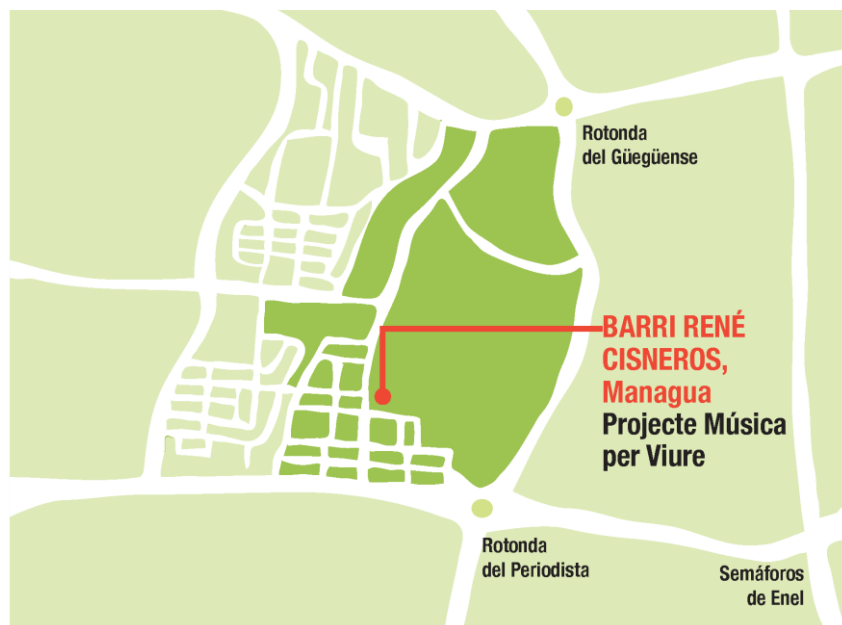 Rotonda
del Güegüense
BARRI RENÉ
CISNEROS,
Managua
Projecte Música
per Viure
Rotonda
del Periodista
Semáforos
de Enel